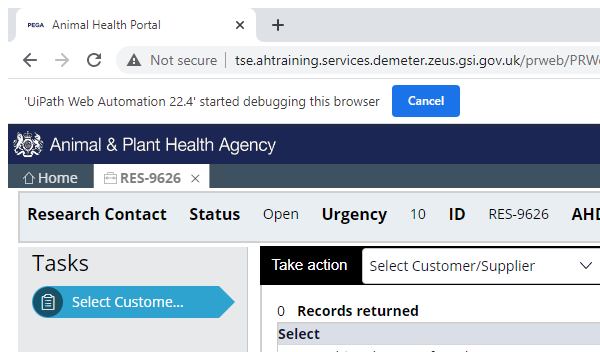 PEGA Animal Health Portal
Not secure tse.ahtraining.services.demeter.zeus.gsi.gov.uk/prweb/PRW
'UiPath Web Automation 22.4' started debugging this browser Cancel
Animal & Plant Health Agency
Home RES-9626
Research Contact Status Open Urgency 10 ID RES-9626 AHD
Tasks
Take action Select Customer/Supplier
Select Custome...
0 Records returned
Select